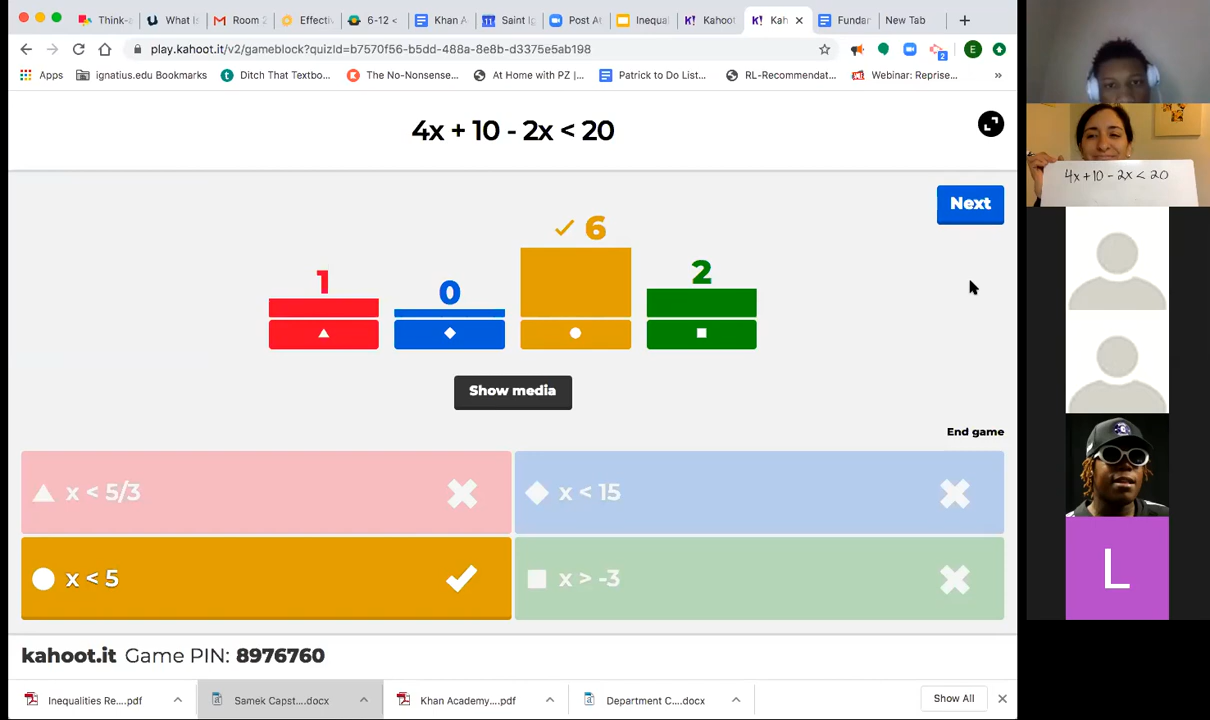 Think-a
What Is
Room 2
Effectiv
6-12 <
Khan A
Saint Ig
Post At
Inequal
Kahoot
Kah
Fundar
New Tab
play.kahoot.it/v2/gameblock?quizId=b7570f56-b5dd-488a-8e8b-d3375e5ab198
2
E
Apps
ignatius.edu Bookmarks
Ditch That Textbo...
The No-Nonsense...
At Home with PZ |...
Patrick to Do List...
RL-Recommendat...
Webinar: Reprise...
»
4x + 10 - 2x < 20
4x + 10 - 2x < 20
Next
1
0
6
2
Show media
End game
x < 5/3
x < 15
x < 5
x > -3
L
kahoot.it Game PIN: 8976760
Inequalities Re....pdf
Samek Capst....docx
Khan Academy....pdf
Department C....docx
Show All